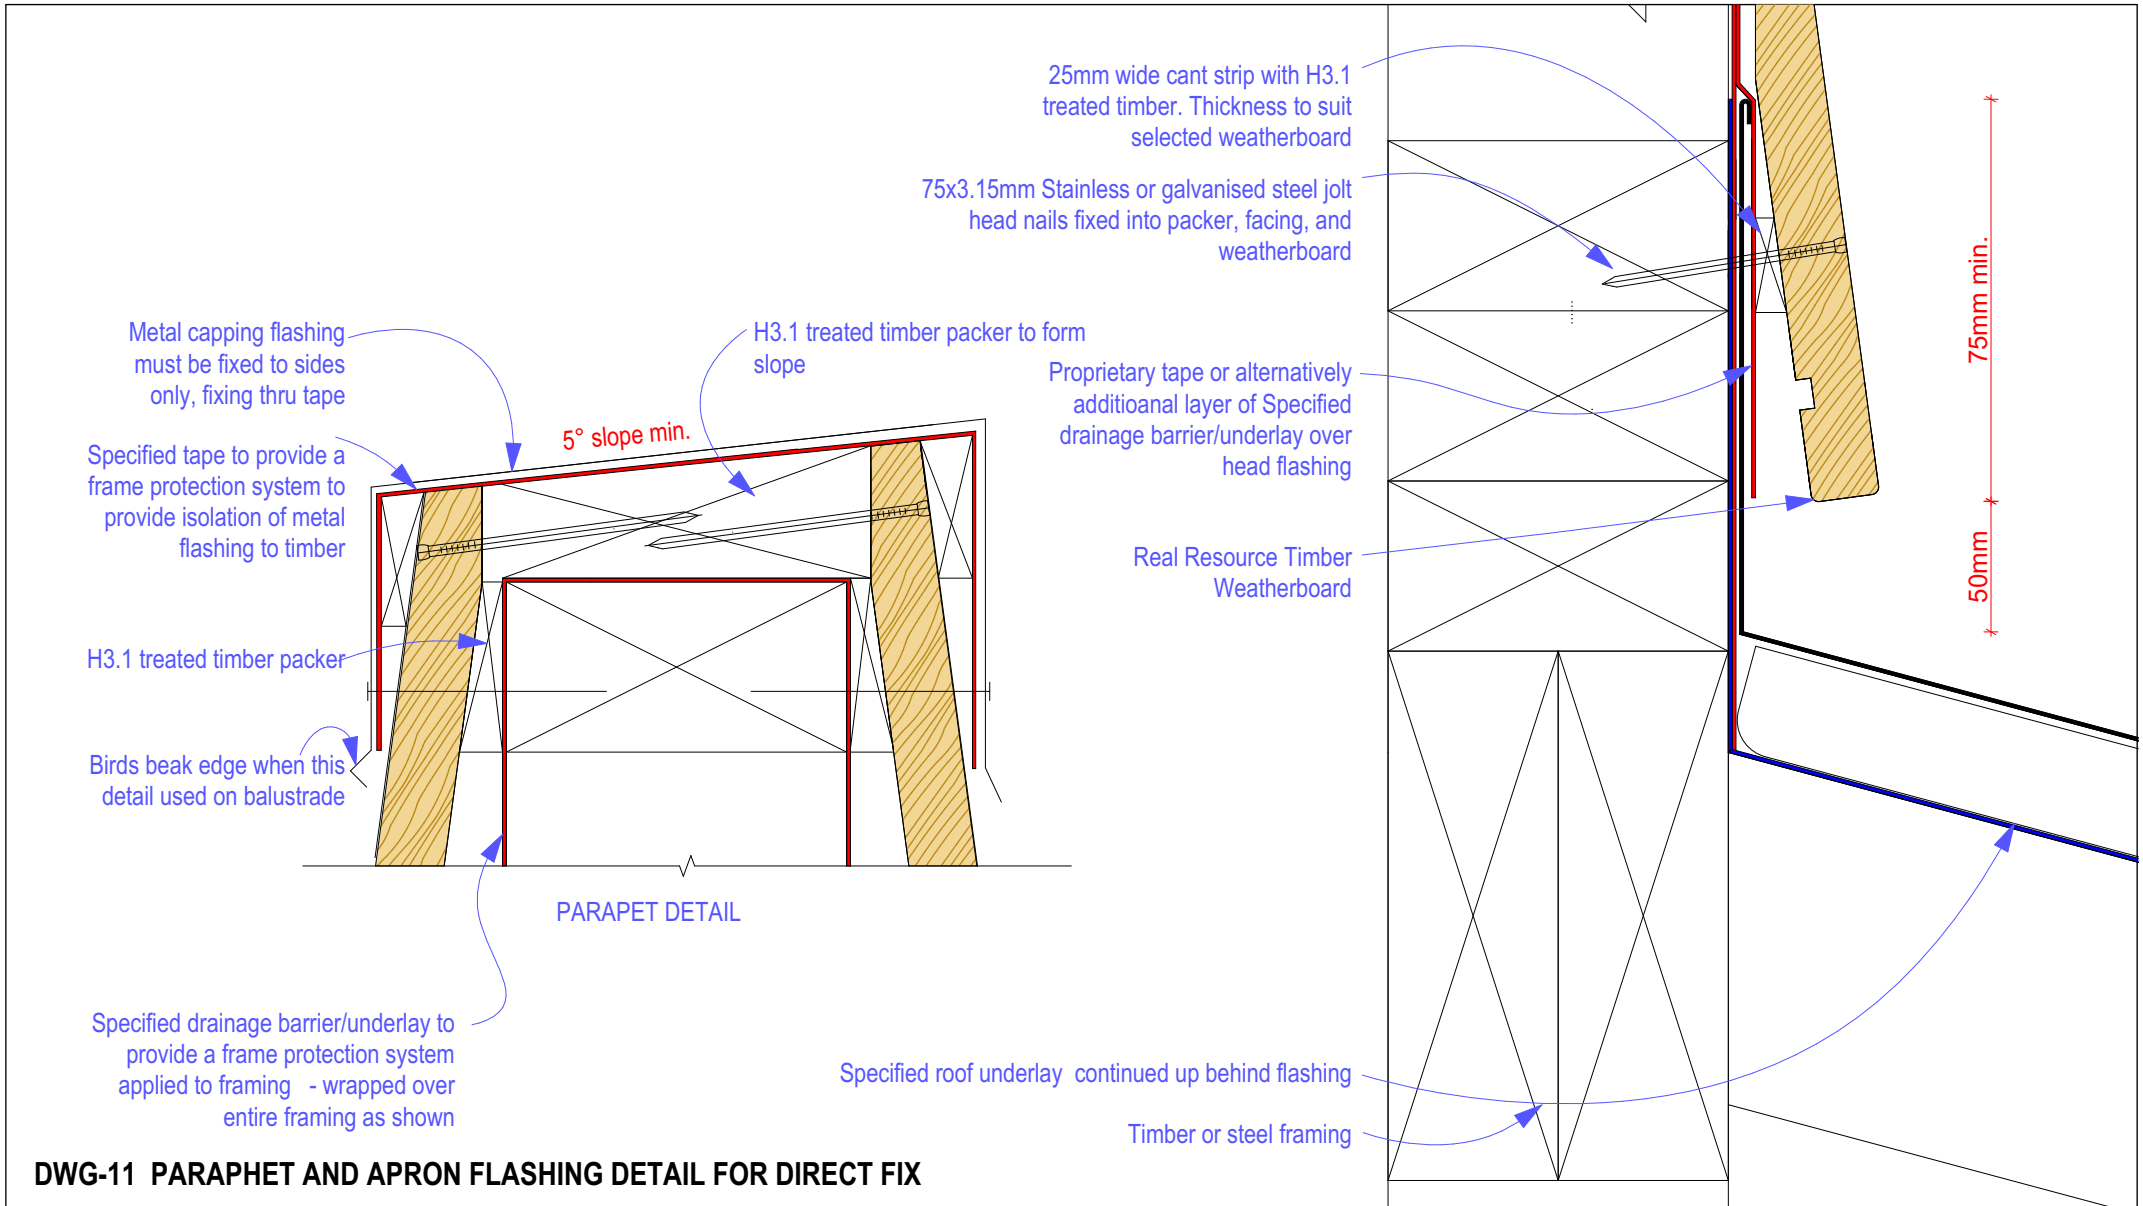 Metal capping flashing
must be fixed to sides
only, fixing thru tape
Specified tape to provide a
frame protection system to
provide isolation of metal
flashing to timber
H3.1 treated timber packer
Birds beak edge when this
detail used on balustrade
Specified drainage barrier/underlay to
provide a frame protection system
applied to framing - wrapped over
entire framing as shown
5° slope min.
H3.1 treated timber packer to form
slope
PARAPET DETAIL
25mm wide cant strip with H3.1
treated timber. Thickness to suit
selected weatherboard
75x3.15mm Stainless or galvanised steel jolt
head nails fixed into packer, facing, and
weatherboard
Proprietary tape or alternatively
additioanal layer of Specified
drainage barrier/underlay over
head flashing
Real Resource Timber
Weatherboard
75mm min.
50mm
Specified roof underlay continued up behind flashing
Timber or steel framing
DWG-11 PARAPHET AND APRON FLASHING DETAIL FOR DIRECT FIX